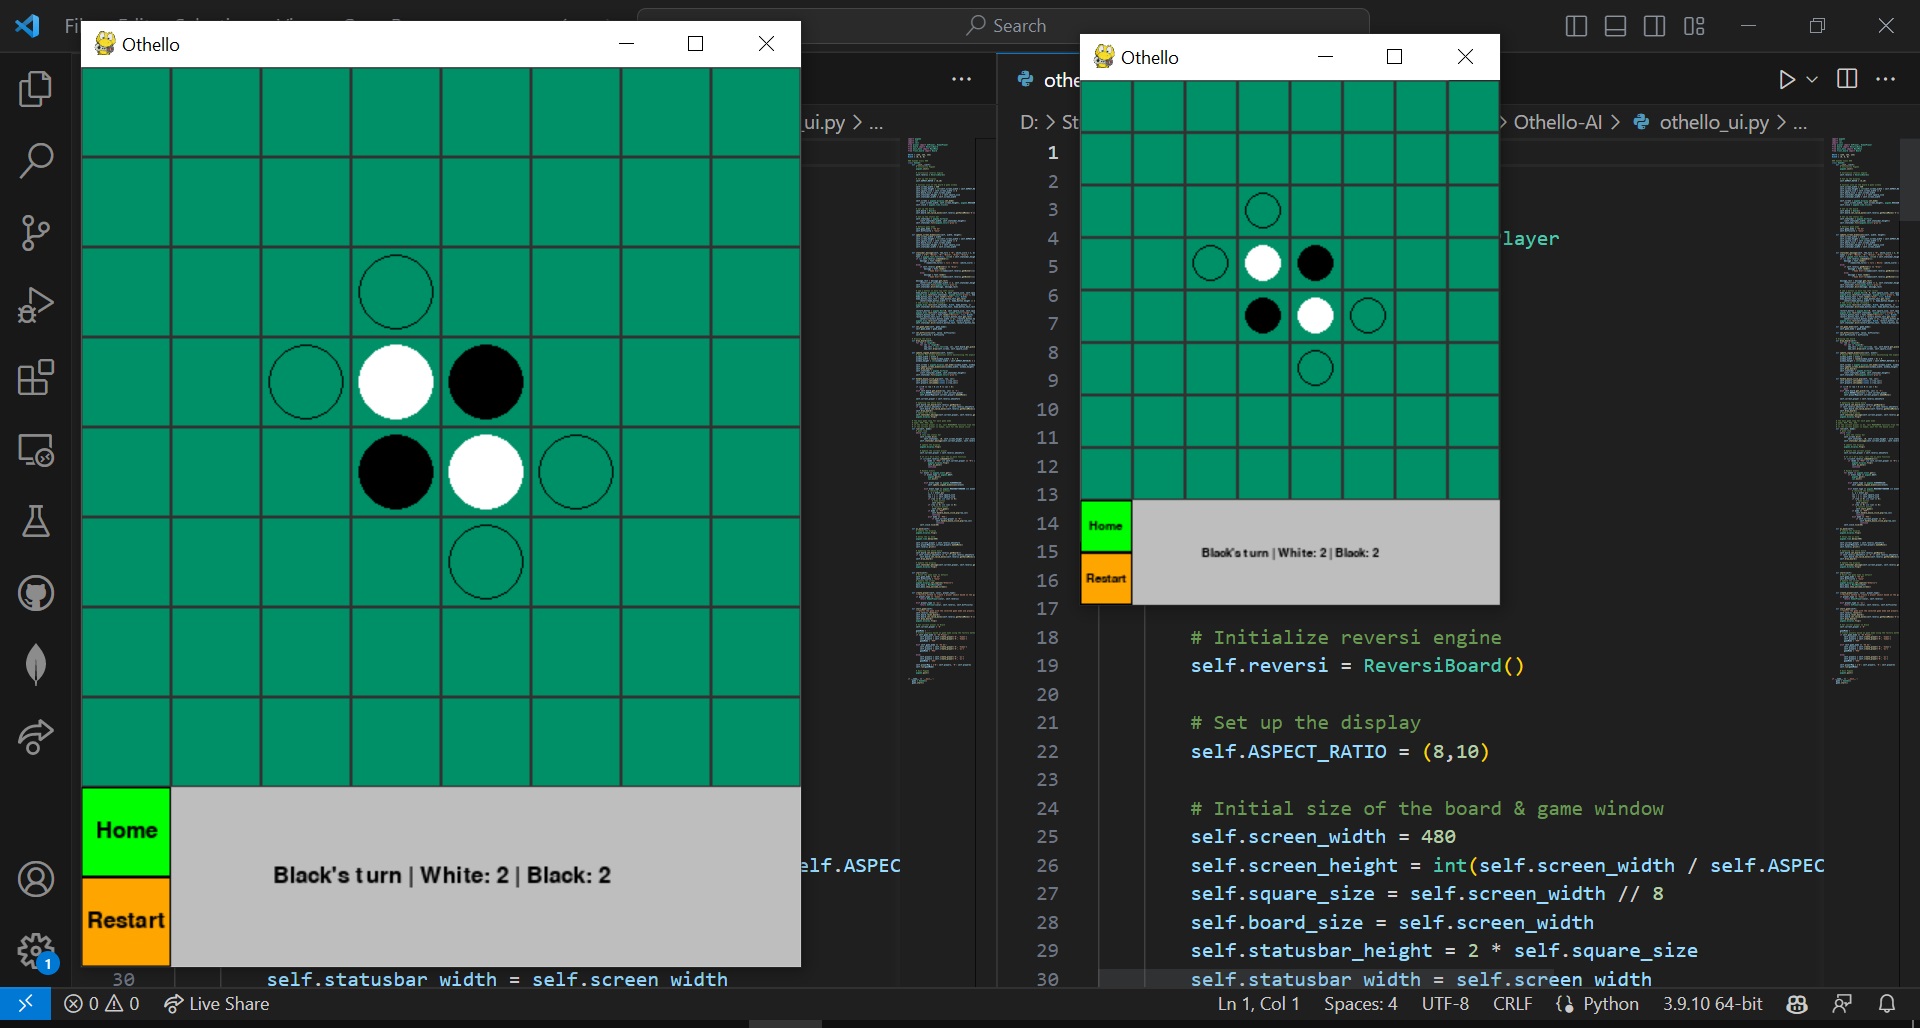 Search
Othello
_ui.py > ...
Home
Restart
Black's turn | White: 2 | Black: 2
elf.ASPEC
30 self.statusbar_width = self.screen_width
Othello
othe
D: > St
> Othello-AI > othello_ui.py > ...
1
2
3
4 layer
5
6
7
8
9
10
11
12
13
14
15
16
17
Home
Restart
Black's turn | White: 2 | Black: 2
18 # Initialize reversi engine
19 self.reversi = ReversiBoard()
20
21 # Set up the display
22 self.ASPECT_RATIO = (8,10)
23
24 # Initial size of the board & game window
25 self.screen_width = 480
26 self.screen_height = int(self.screen_width / self.ASPEC
27 self.square_size = self.screen_width // 8
28 self.board_size = self.screen_width
29 self.statusbar_height = 2 * self.square_size
30 self.statusbar_width = self.screen_width
1
0 0 Live Share
Ln 1, Col 1 Spaces: 4 UTF-8 CRLF Python 3.9.10 64-bit